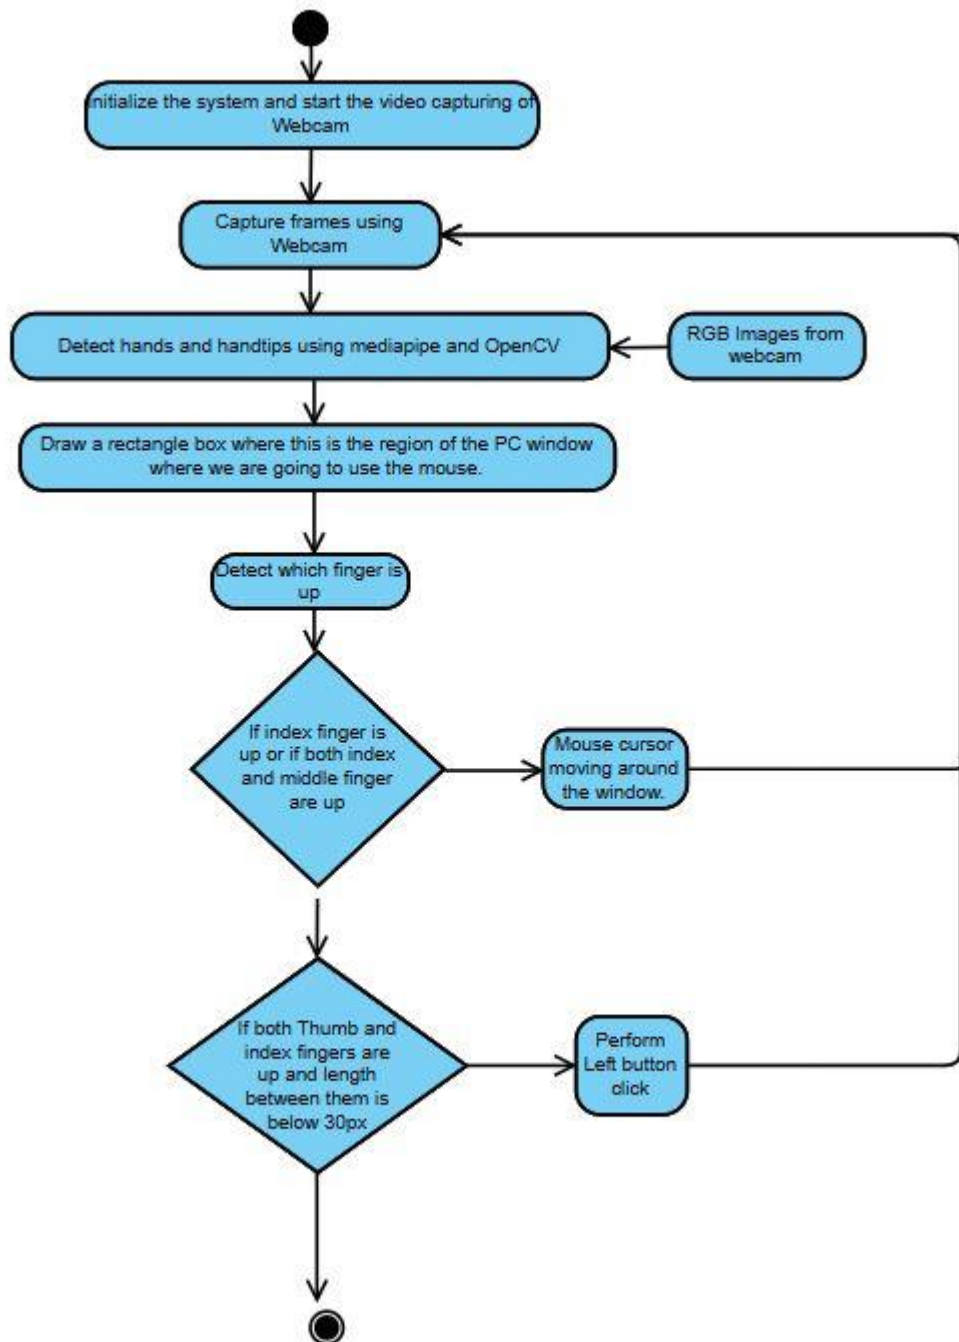 Initialize the system and start the video capturing of
Webcam
Capture frames using
Webcam
Detect hands and handtips using mediapipe and OpenCV
RGB Images from
webcam
Draw a rectangle box where this is the region of the PC window
where we are going to use the mouse.
Detect which finger is
up
If index finger is
up or if both index
and middle finger
are up
Mouse cursor
moving around
the window.
If both Thumb and
index fingers are
up and length
between them is
below 30px
Perform
Left button
click